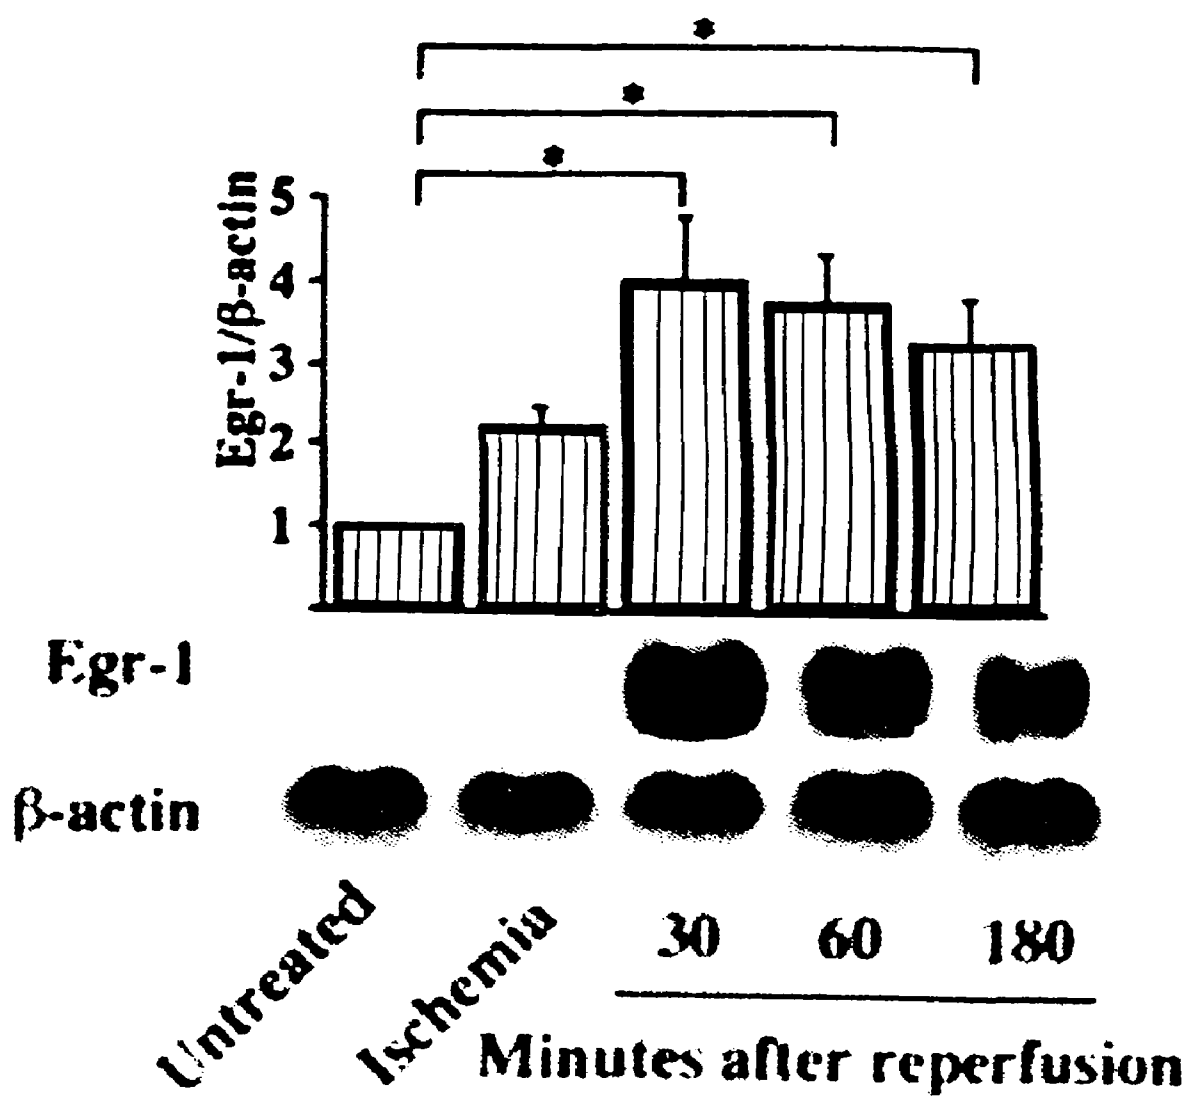 *
*
*
Egr-1/β-actin
5
4
3
2
1
Egr-1
β-actin
Untreated
Ischemia
30
60
180
Minutes after reperfusion